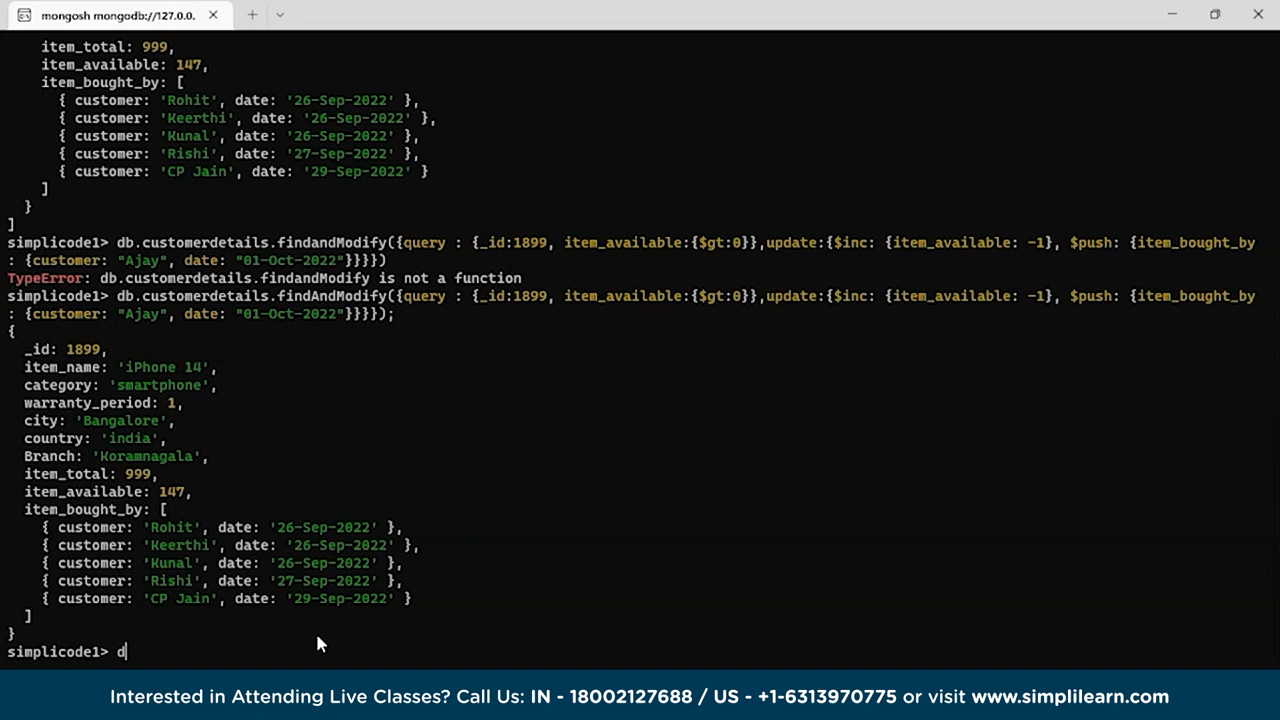 mongosh mongodb://127.0.0.
item_total: 999,
item_available: 147,
item_bought_by: [
{ customer: 'Rohit', date: '26-Sep-2022' },
{ customer: 'Keerthi', date: '26-Sep-2022' },
{ customer: 'Kunal', date: '26-Sep-2022' },
{ customer: 'Rishi', date: '27-Sep-2022' },
{ customer: 'CP Jain', date: '29-Sep-2022' }
]
}
]
simplicode1> db.customerdetails.findandModify({query : {_id:1899, item_available:{$gt:0}},update:{$inc: {item_available: -1}, $push: {item_bought_by
: {customer: "Ajay", date: "01-Oct-2022"}}}})
TypeError: db.customerdetails.findandModify is not a function
simplicode1> db.customerdetails.findAndModify({query : {_id:1899, item_available:{$gt:0}},update:{$inc: {item_available: -1}, $push: {item_bought_by
: {customer: "Ajay", date: "01-Oct-2022"}}}});
{
_id: 1899,
item_name: 'iPhone 14',
category: 'smartphone',
warranty_period: 1,
city: 'Bangalore',
country: 'india',
Branch: 'Koramnagala',
item_total: 999,
item_available: 147,
item_bought_by: [
{ customer: 'Rohit', date: '26-Sep-2022' },
{ customer: 'Keerthi', date: '26-Sep-2022' },
{ customer: 'Kunal', date: '26-Sep-2022' },
{ customer: 'Rishi', date: '27-Sep-2022' },
{ customer: 'CP Jain', date: '29-Sep-2022' }
]
}
simplicode1> d
Interested in Attending Live Classes? Call Us: IN - 18002127688 / US - +1-6313970775 or visit www.simplilearn.com